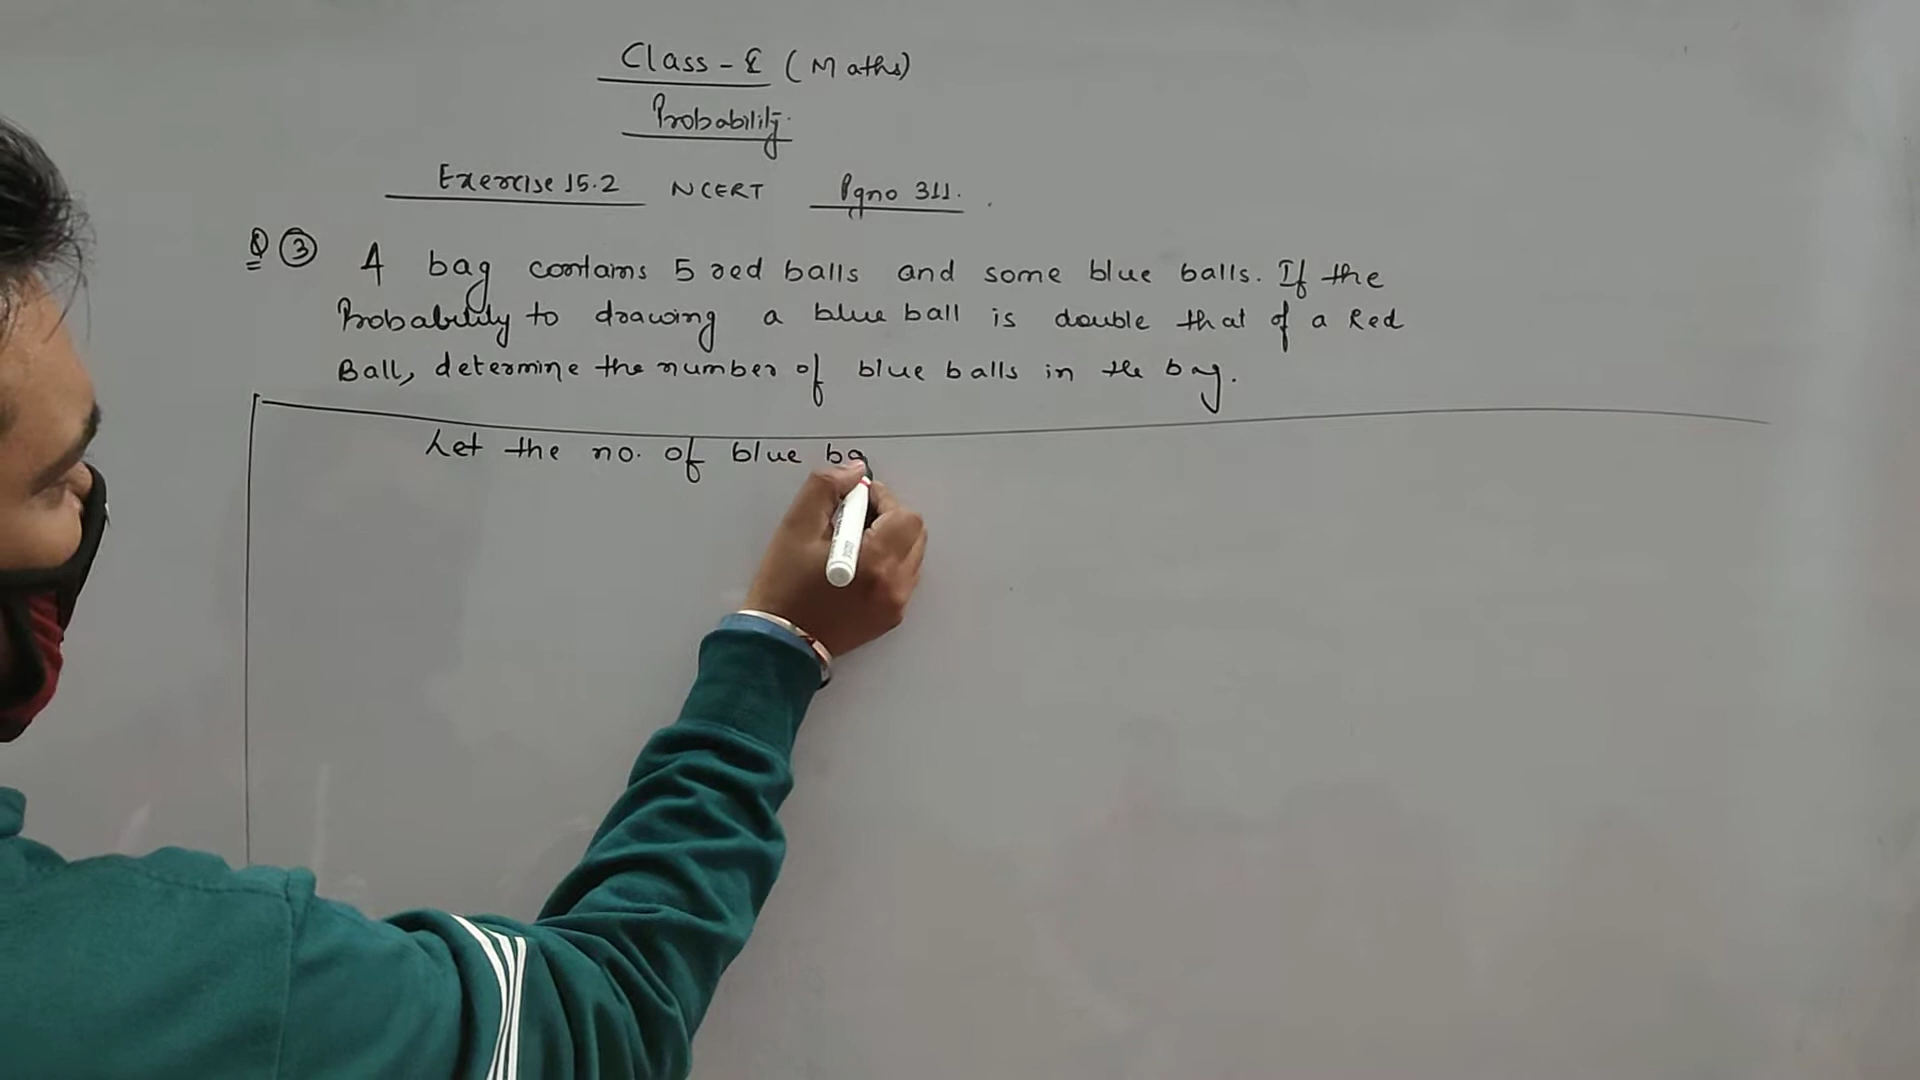 Class - X (Maths)
Probability.
Exercise 15.2 NCERT Pgno 311.
Q ③ A bag contains 5 red balls and some blue balls. If the
Probability to drawing a blue ball is double that of a Red
Ball, determine the number of blue balls in the bag.
Let the no. of blue ba